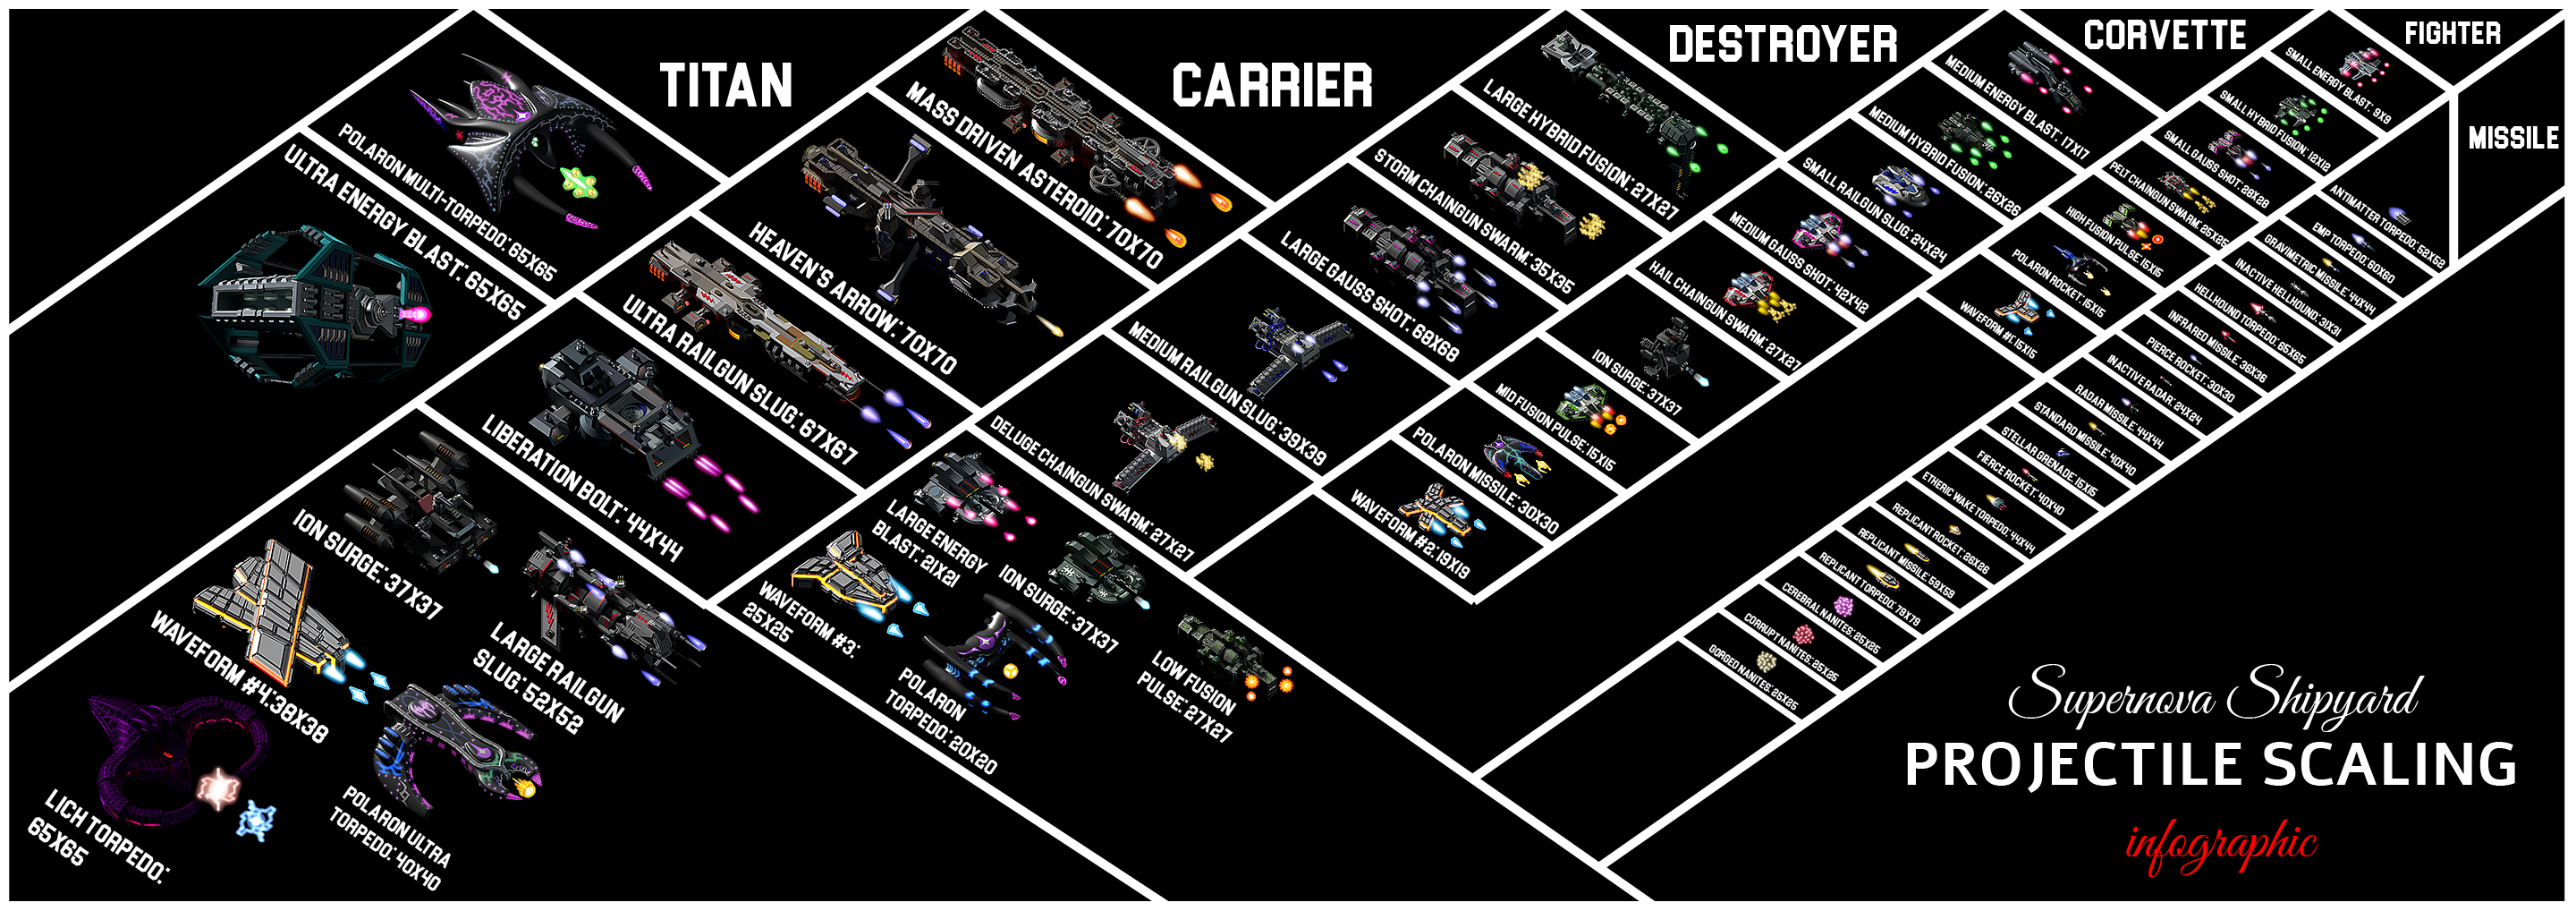 TITAN
POLARON MULTI-TORPEDO: 65X65
ULTRA ENERGY BLAST: 65X65
MASS DRIVEN ASTEROID: 70X70
HEAVEN'S ARROW: 70X70
ULTRA RAILGUN SLUG: 67X67
LIBERATION BOLT: 44X44
ION SURGE: 37X37
LARGE RAILGUN
SLUG: 52X52
WAVEFORM #4: 38X38
POLARON ULTRA
TORPEDO: 40X40
LICH TORPEDO:
65X65
CARRIER
LARGE HYBRID FUSION: 27X27
STORM CHAINGUN SWARM: 35X35
LARGE GAUSS SHOT: 68X68
MEDIUM RAILGUN SLUG: 39X39
DELUGE CHAINGUN SWARM: 27X27
LARGE ENERGY
BLAST: 21X21
ION SURGE: 37X37
WAVEFORM #3:
25X25
POLARON
TORPEDO: 20X20
LOW FUSION
PULSE: 27X27
DESTROYER
MEDIUM ENERGY BLAST: 17X17
MEDIUM HYBRID FUSION: 26X26
SMALL RAILGUN SLUG: 24X24
MEDIUM GAUSS SHOT: 42X42
HAIL CHAINGUN SWARM: 27X27
ION SURGE: 37X37
MID FUSION PULSE: 15X15
POLARON MISSILE: 30X30
WAVEFORM #2: 19X19
CORVETTE
SMALL ENERGY BLAST: 9X9
SMALL HYBRID FUSION: 12X12
SMALL GAUSS SHOT: 28X28
PELT CHAINGUN SWARM: 25X25
HIGH FUSION PULSE: 15X15
POLARON ROCKET: 15X15
WAVEFORM #1: 15X15
FIGHTER
ANTIMATTER TORPEDO: 52X52
EMP TORPEDO: 60X60
GRAVIMETRIC MISSILE: 44X44
INACTIVE HELLHOUND: 31X31
HELLHOUND TORPEDO: 65X65
INFRARED MISSILE: 36X36
PIERCE ROCKET: 30X30
INACTIVE RADAR: 24X24
RADAR MISSILE: 44X44
STANDARD MISSILE: 40X40
STELLAR GRENADE: 15X15
FIERCE ROCKET: 40X40
ETHERIC WAKE TORPEDO: 44X44
REPLICANT ROCKET: 26X26
REPLICANT MISSILE: 59X59
REPLICANT TORPEDO: 79X79
CEREBRAL NANITES: 25X25
CORRUPT NANITES: 25X25
GORGED NANITES: 25X25
MISSILE
Supernova Shipyard
PROJECTILE SCALING
infographic